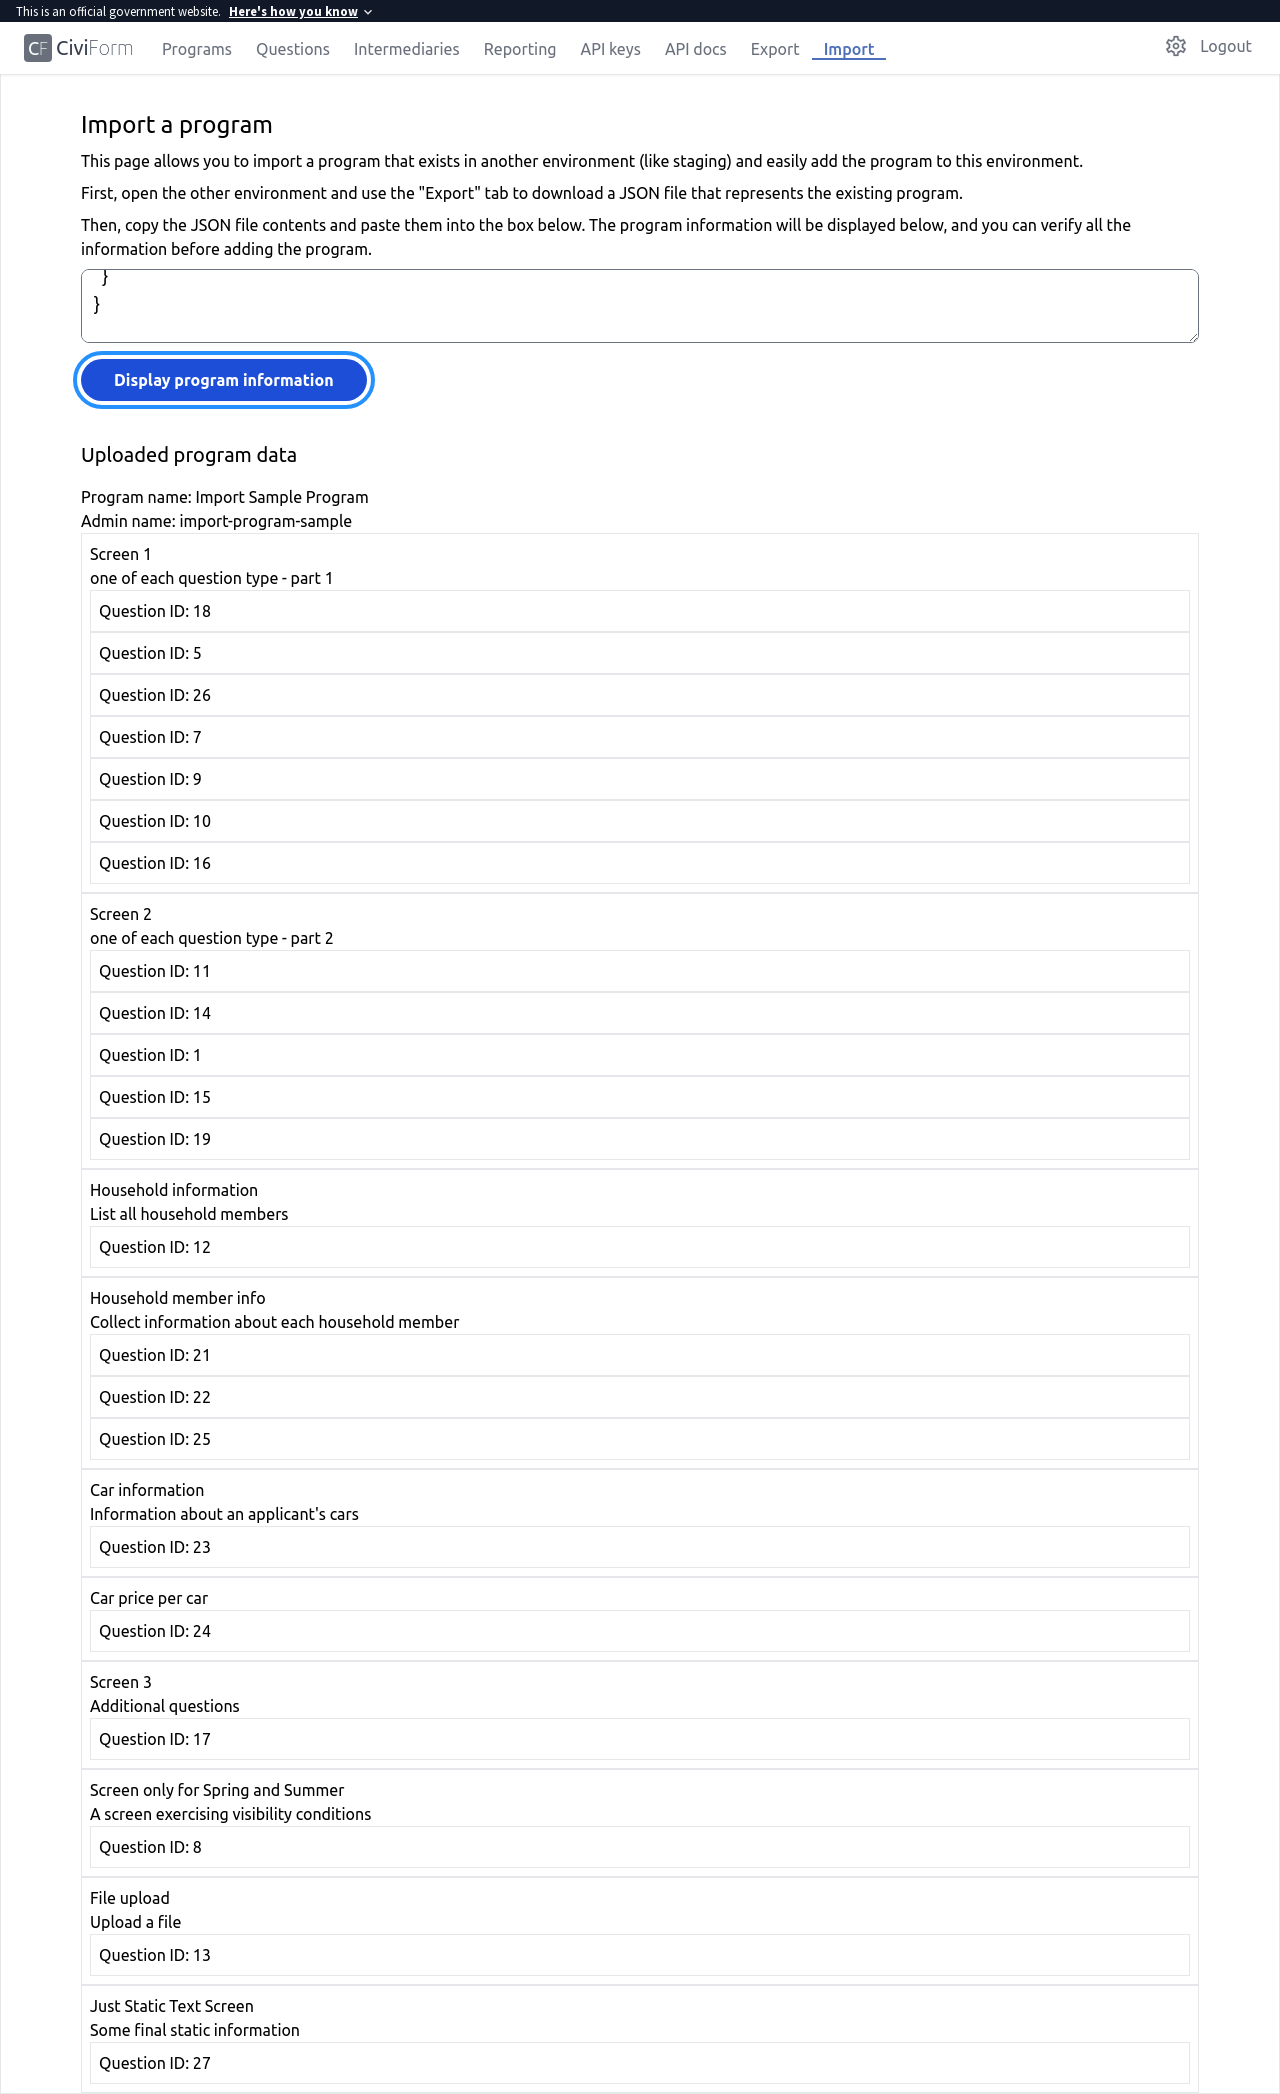 This is an official government website. Here's how you know
CF CiviForm Programs Questions Intermediaries Reporting API keys API docs Export Import Logout
Import a program
This page allows you to import a program that exists in another environment (like staging) and easily add the program to this environment.
First, open the other environment and use the "Export" tab to download a JSON file that represents the existing program.
Then, copy the JSON file contents and paste them into the box below. The program information will be displayed below, and you can verify all the
information before adding the program.
}
}
Display program information
Uploaded program data
Program name: Import Sample Program
Admin name: import-program-sample
Screen 1
one of each question type - part 1
Question ID: 18
Question ID: 5
Question ID: 26
Question ID: 7
Question ID: 9
Question ID: 10
Question ID: 16
Screen 2
one of each question type - part 2
Question ID: 11
Question ID: 14
Question ID: 1
Question ID: 15
Question ID: 19
Household information
List all household members
Question ID: 12
Household member info
Collect information about each household member
Question ID: 21
Question ID: 22
Question ID: 25
Car information
Information about an applicant's cars
Question ID: 23
Car price per car
Question ID: 24
Screen 3
Additional questions
Question ID: 17
Screen only for Spring and Summer
A screen exercising visibility conditions
Question ID: 8
File upload
Upload a file
Question ID: 13
Just Static Text Screen
Some final static information
Question ID: 27